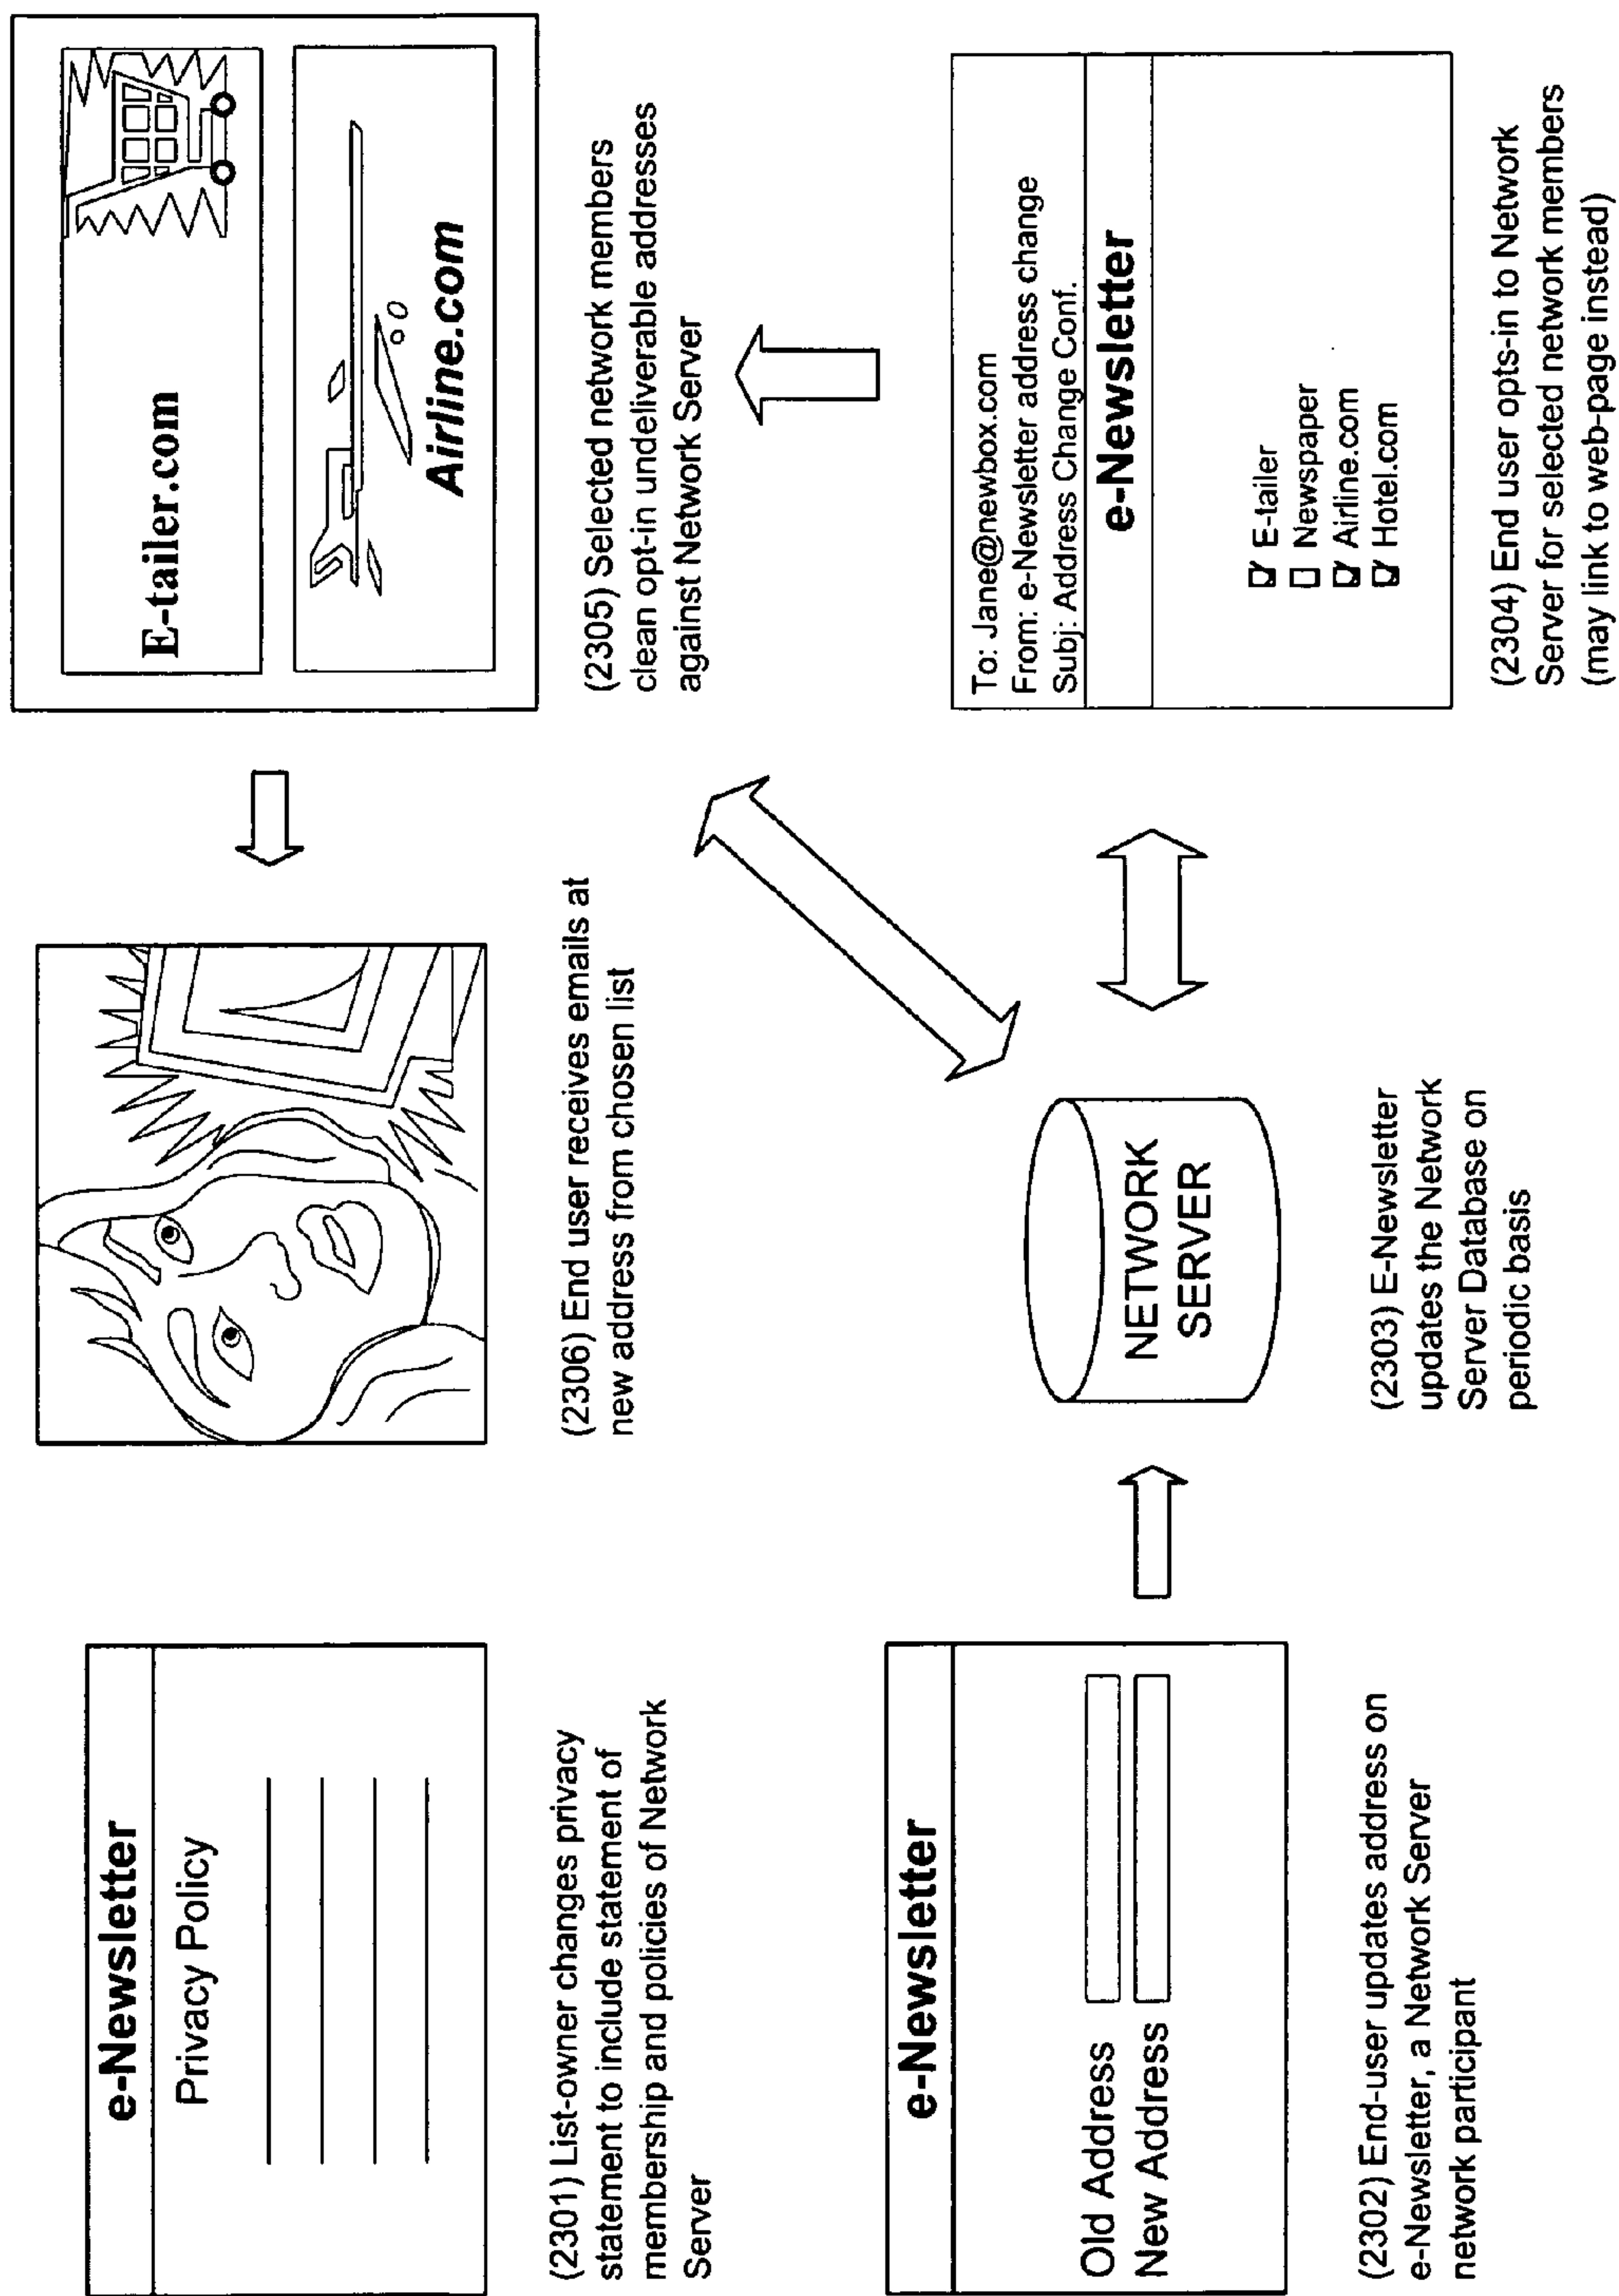 e-Newsletter
Privacy Policy
(2301) List-owner changes privacy
statement to include statement of
membership and policies of Network
Server
(2306) End user receives emails at
new address from chosen list
E-tailer.com
Airline.com
(2305) Selected network members
clean opt-in undeliverable addresses
against Network Server
e-Newsletter
Old Address
New Address
(2302) End-user updates address on
e-Newsletter, a Network Server
network participant
NETWORK
SERVER
(2303) E-Newsletter
updates the Network
Server Database on
periodic basis
To: Jane@newbox.com
From: e-Newsletter address change
Subj: Address Change Conf.
e-Newsletter
E-tailer
Newspaper
Airline.com
Hotel.com
(2304) End user opts-in to Network
Server for selected network members
(may link to web-page instead)